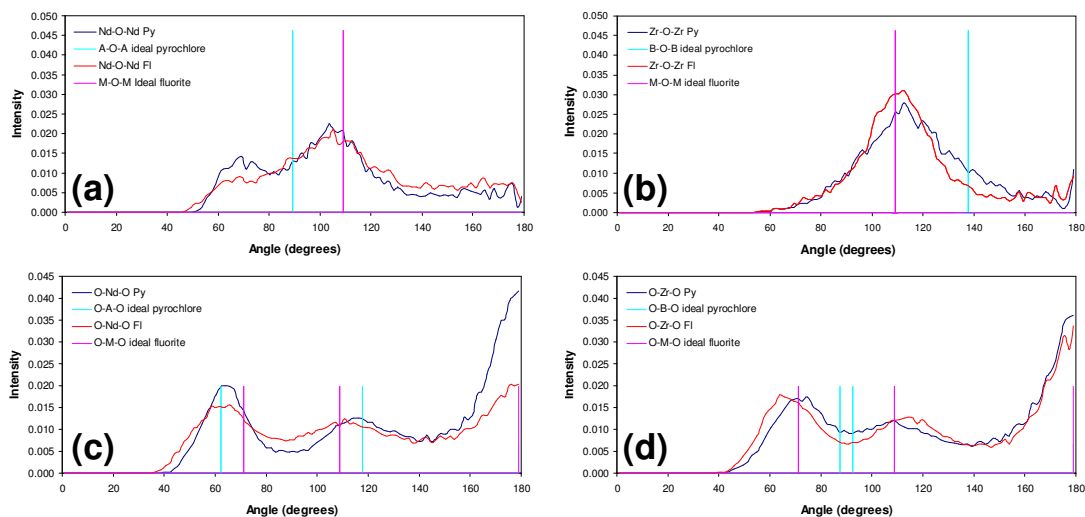 0.050
0.045
0.040
0.035
0.030
0.025
0.020
0.015
0.010
0.005
0.000
Intensity
Nd-O-Nd Py
A-O-A ideal pyrochlore
Nd-O-Nd Fl
M-O-M Ideal fluorite
(a)
0 20 40 60 80 100 120 140 160 180
Angle (degrees)
0.050
0.045
0.040
0.035
0.030
0.025
0.020
0.015
0.010
0.005
0.000
Intensity
Zr-O-Zr Py
B-O-B ideal pyrochlore
Zr-O-Zr Fl
M-O-M ideal fluorite
(b)
0 20 40 60 80 100 120 140 160 180
Angle (degrees)
0.045
0.040
0.035
0.030
0.025
0.020
0.015
0.010
0.005
0.000
Intensity
O-Nd-O Py
O-A-O ideal pyrochlore
O-Nd-O Fl
O-M-O ideal fluorite
(c)
0 20 40 60 80 100 120 140 160 180
Angle (degrees)
0.045
0.040
0.035
0.030
0.025
0.020
0.015
0.010
0.005
0.000
Intensity
O-Zr-O Py
O-B-O ideal pyrochlore
O-Zr-O Fl
O-M-O ideal fluorite
(d)
0 20 40 60 80 100 120 140 160 180
Angle (degrees)